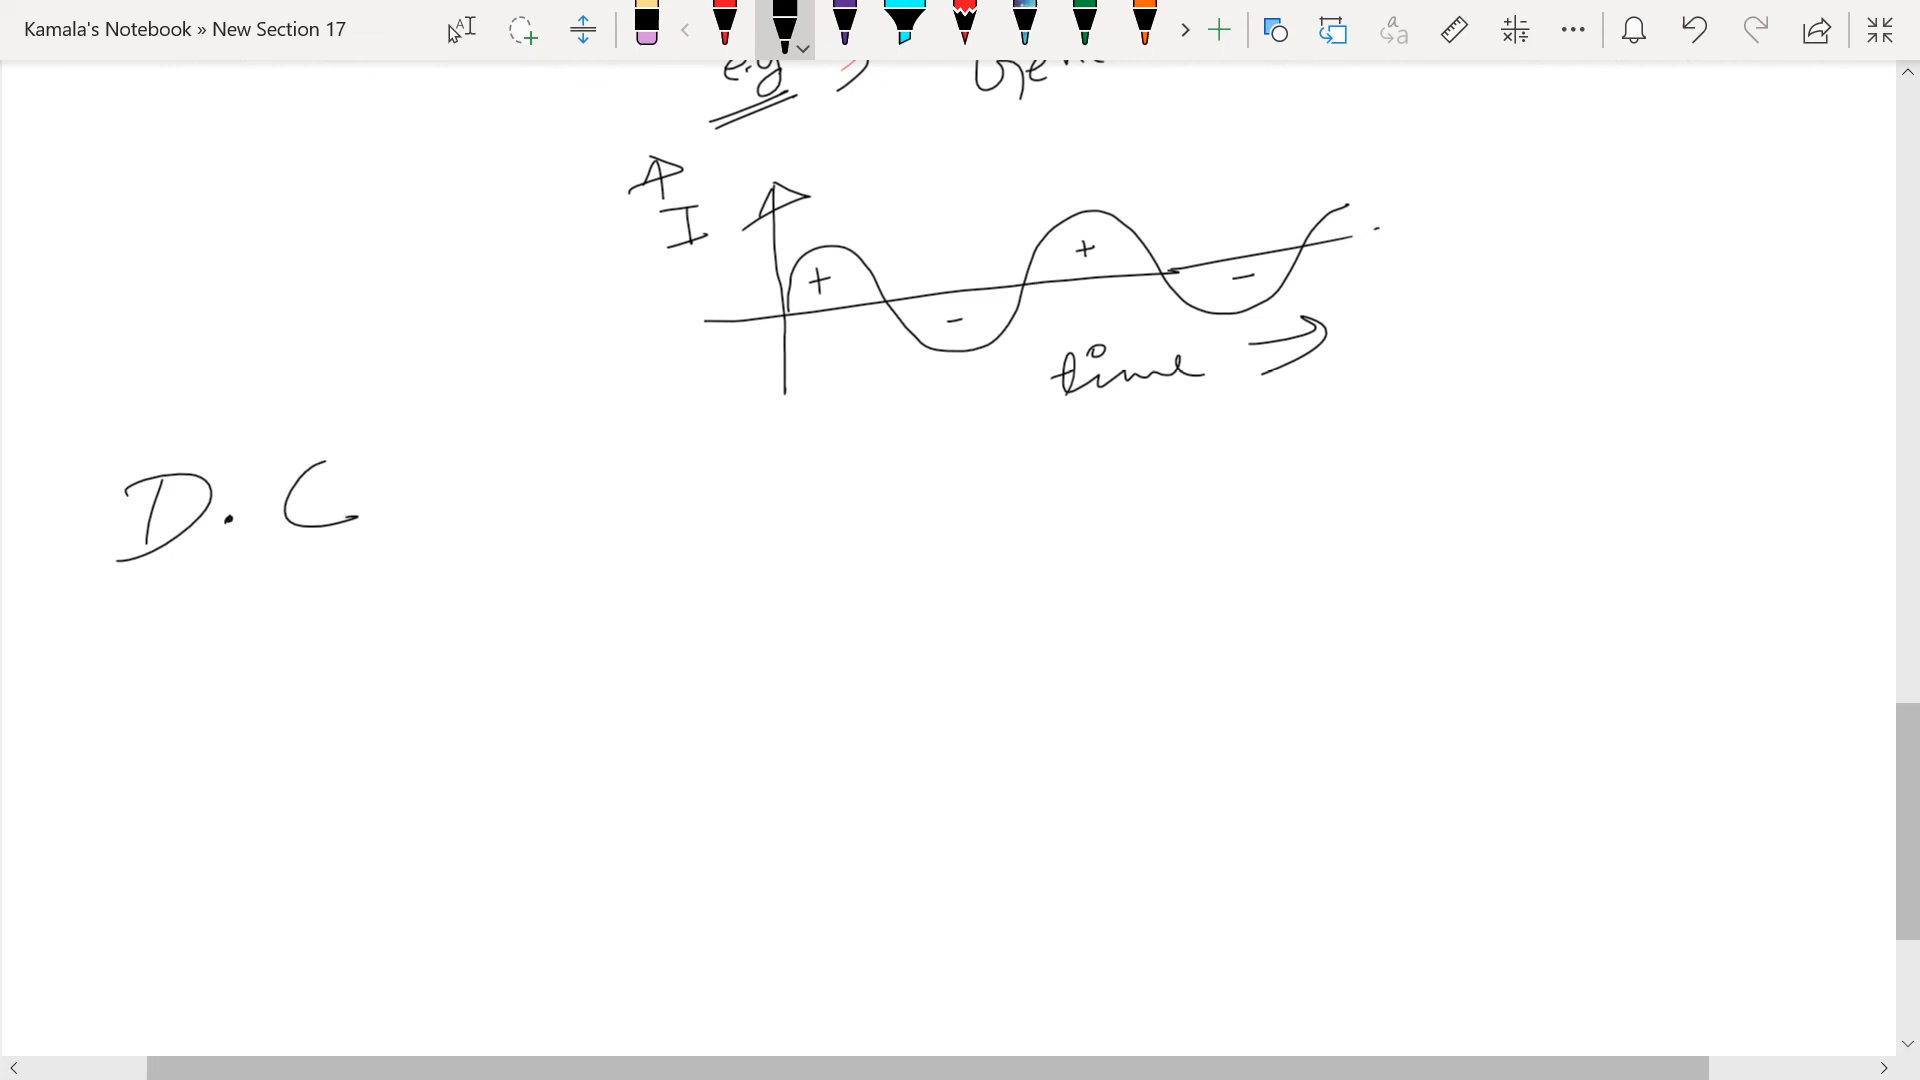 Kamala's Notebook » New Section 17
e.g
I
+
+
-
-
time
D. C